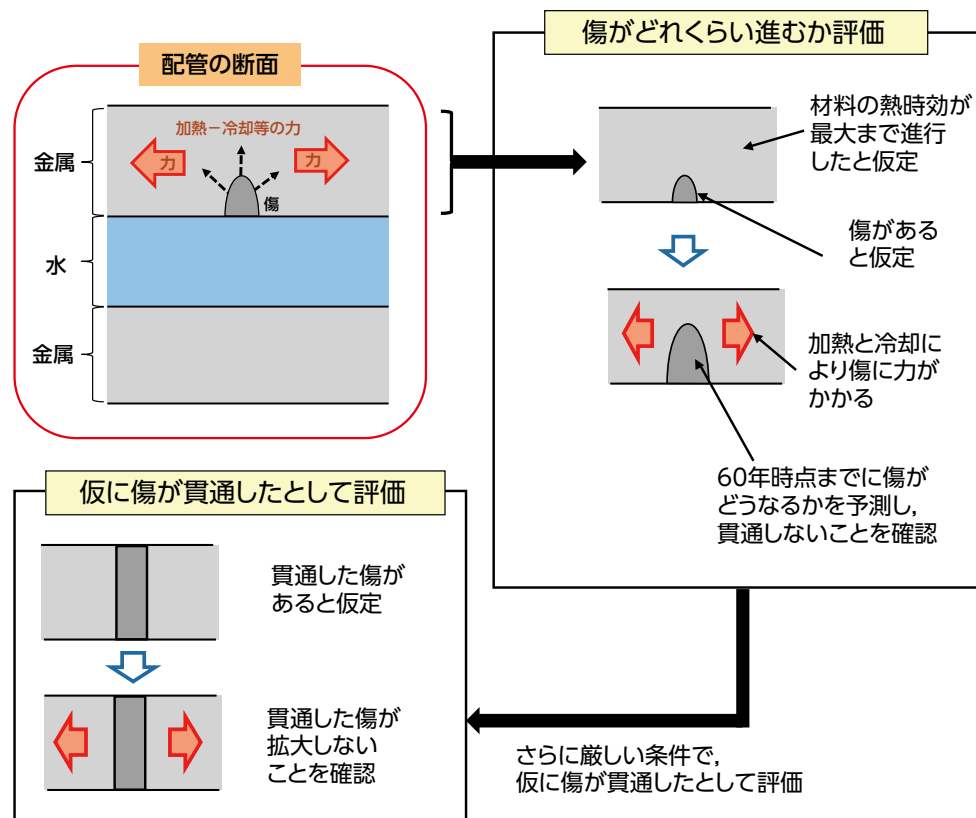 配管の断面
加熱－冷却等の力
力
力
傷
金属
水
金属
傷がどれくらい進むか評価
材料の熱時効が
最大まで進行
したと仮定
傷がある
と仮定
加熱と冷却に
より傷に力が
かかる
60年時点までに傷が
どうなるかを予測し,
貫通しないことを確認
仮に傷が貫通したとして評価
貫通した傷が
あると仮定
貫通した傷が
拡大しない
ことを確認
さらに厳しい条件で,
仮に傷が貫通したとして評価